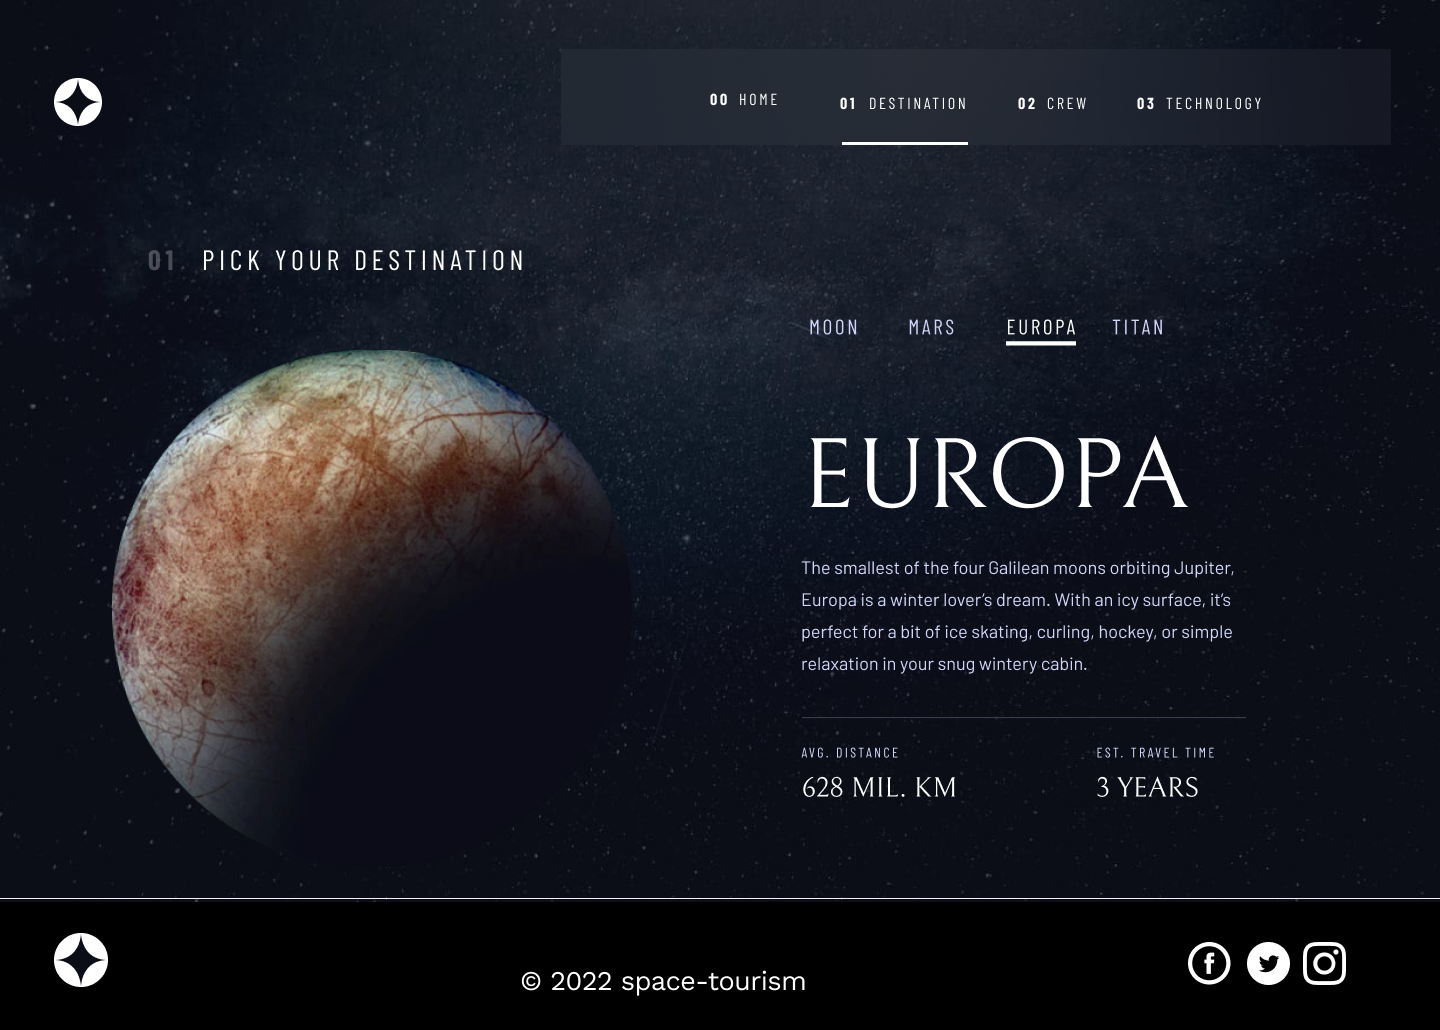 00 HOME 01 DESTINATION 02 CREW 03 TECHNOLOGY
01 PICK YOUR DESTINATION
MOON MARS EUROPA TITAN
EUROPA
The smallest of the four Galilean moons orbiting Jupiter,
Europa is a winter lover’s dream. With an icy surface, it’s
perfect for a bit of ice skating, curling, hockey, or simple
relaxation in your snug wintery cabin.
AVG. DISTANCE EST. TRAVEL TIME
628 MIL. KM 3 YEARS
© 2022 space-tourism